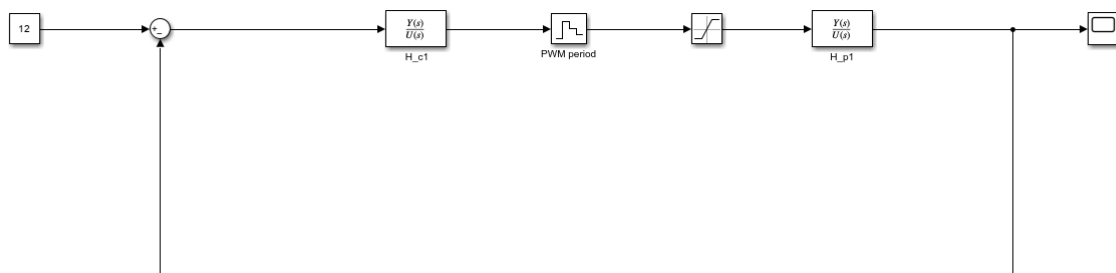 12
+
−
Y(s)
U(s)
H_c1
PWM period
Y(s)
U(s)
H_p1